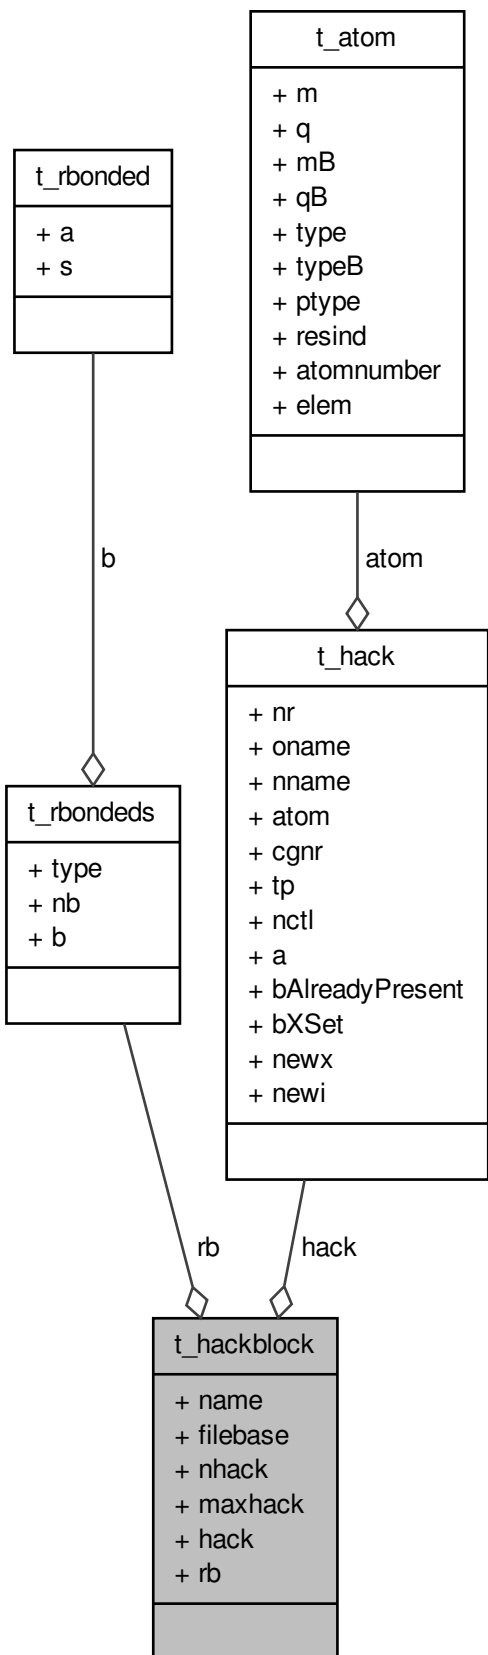 t_atom
+ m
+ q
+ mB
+ qB
+ type
+ typeB
+ ptype
+ resind
+ atomnumber
+ elem
t_rbonded
+ a
+ s
b
atom
t_hack
+ nr
+ oname
+ nname
+ atom
+ cgnr
+ tp
+ nctl
+ a
+ bAlreadyPresent
+ bXSet
+ newx
+ newi
t_rbondeds
+ type
+ nb
+ b
rb
hack
t_hackblock
+ name
+ filebase
+ nhack
+ maxhack
+ hack
+ rb